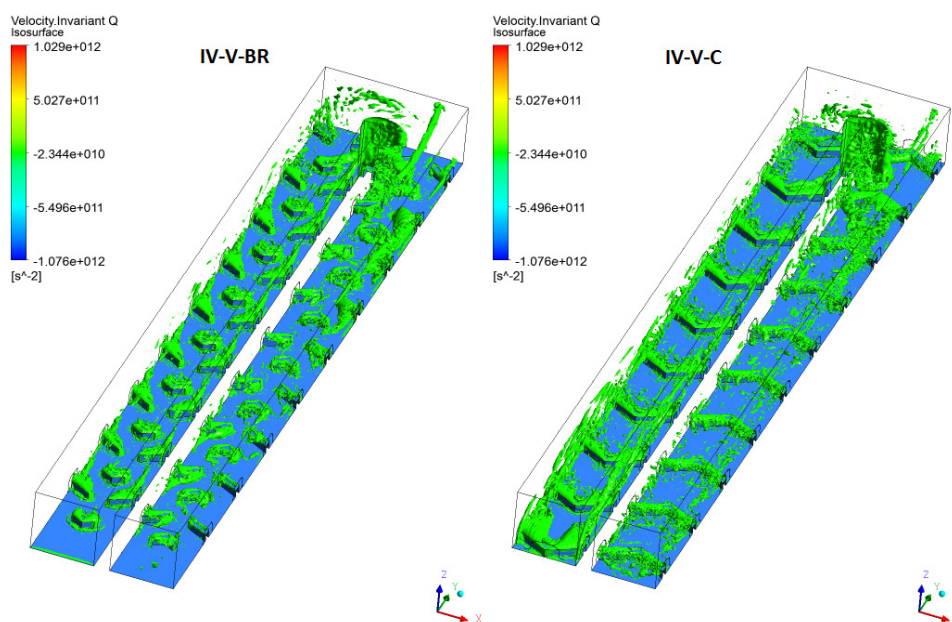 Velocity.Invariant Q
Isosurface
1.029e+012
5.027e+011
-2.344e+010
-5.496e+011
-1.076e+012
[s^-2]
IV-V-BR
Z
Y
X
Velocity.Invariant Q
Isosurface
1.029e+012
5.027e+011
-2.344e+010
-5.496e+011
-1.076e+012
[s^-2]
IV-V-C
Z
Y
X